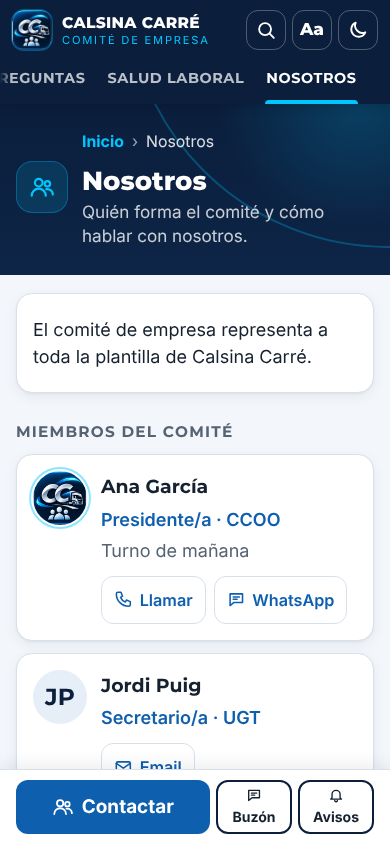 CALSINA CARRÉ
COMITÉ DE EMPRESA
Aa
REGUNTAS
SALUD LABORAL
NOSOTROS
Inicio › Nosotros
Nosotros
Quién forma el comité y cómo
hablar con nosotros.
El comité de empresa representa a
toda la plantilla de Calsina Carré.
MIEMBROS DEL COMITÉ
CC
Ana García
Presidente/a · CCOO
Turno de mañana
Llamar
WhatsApp
JP
Jordi Puig
Secretario/a · UGT
Email
Contactar
Buzón
Avisos